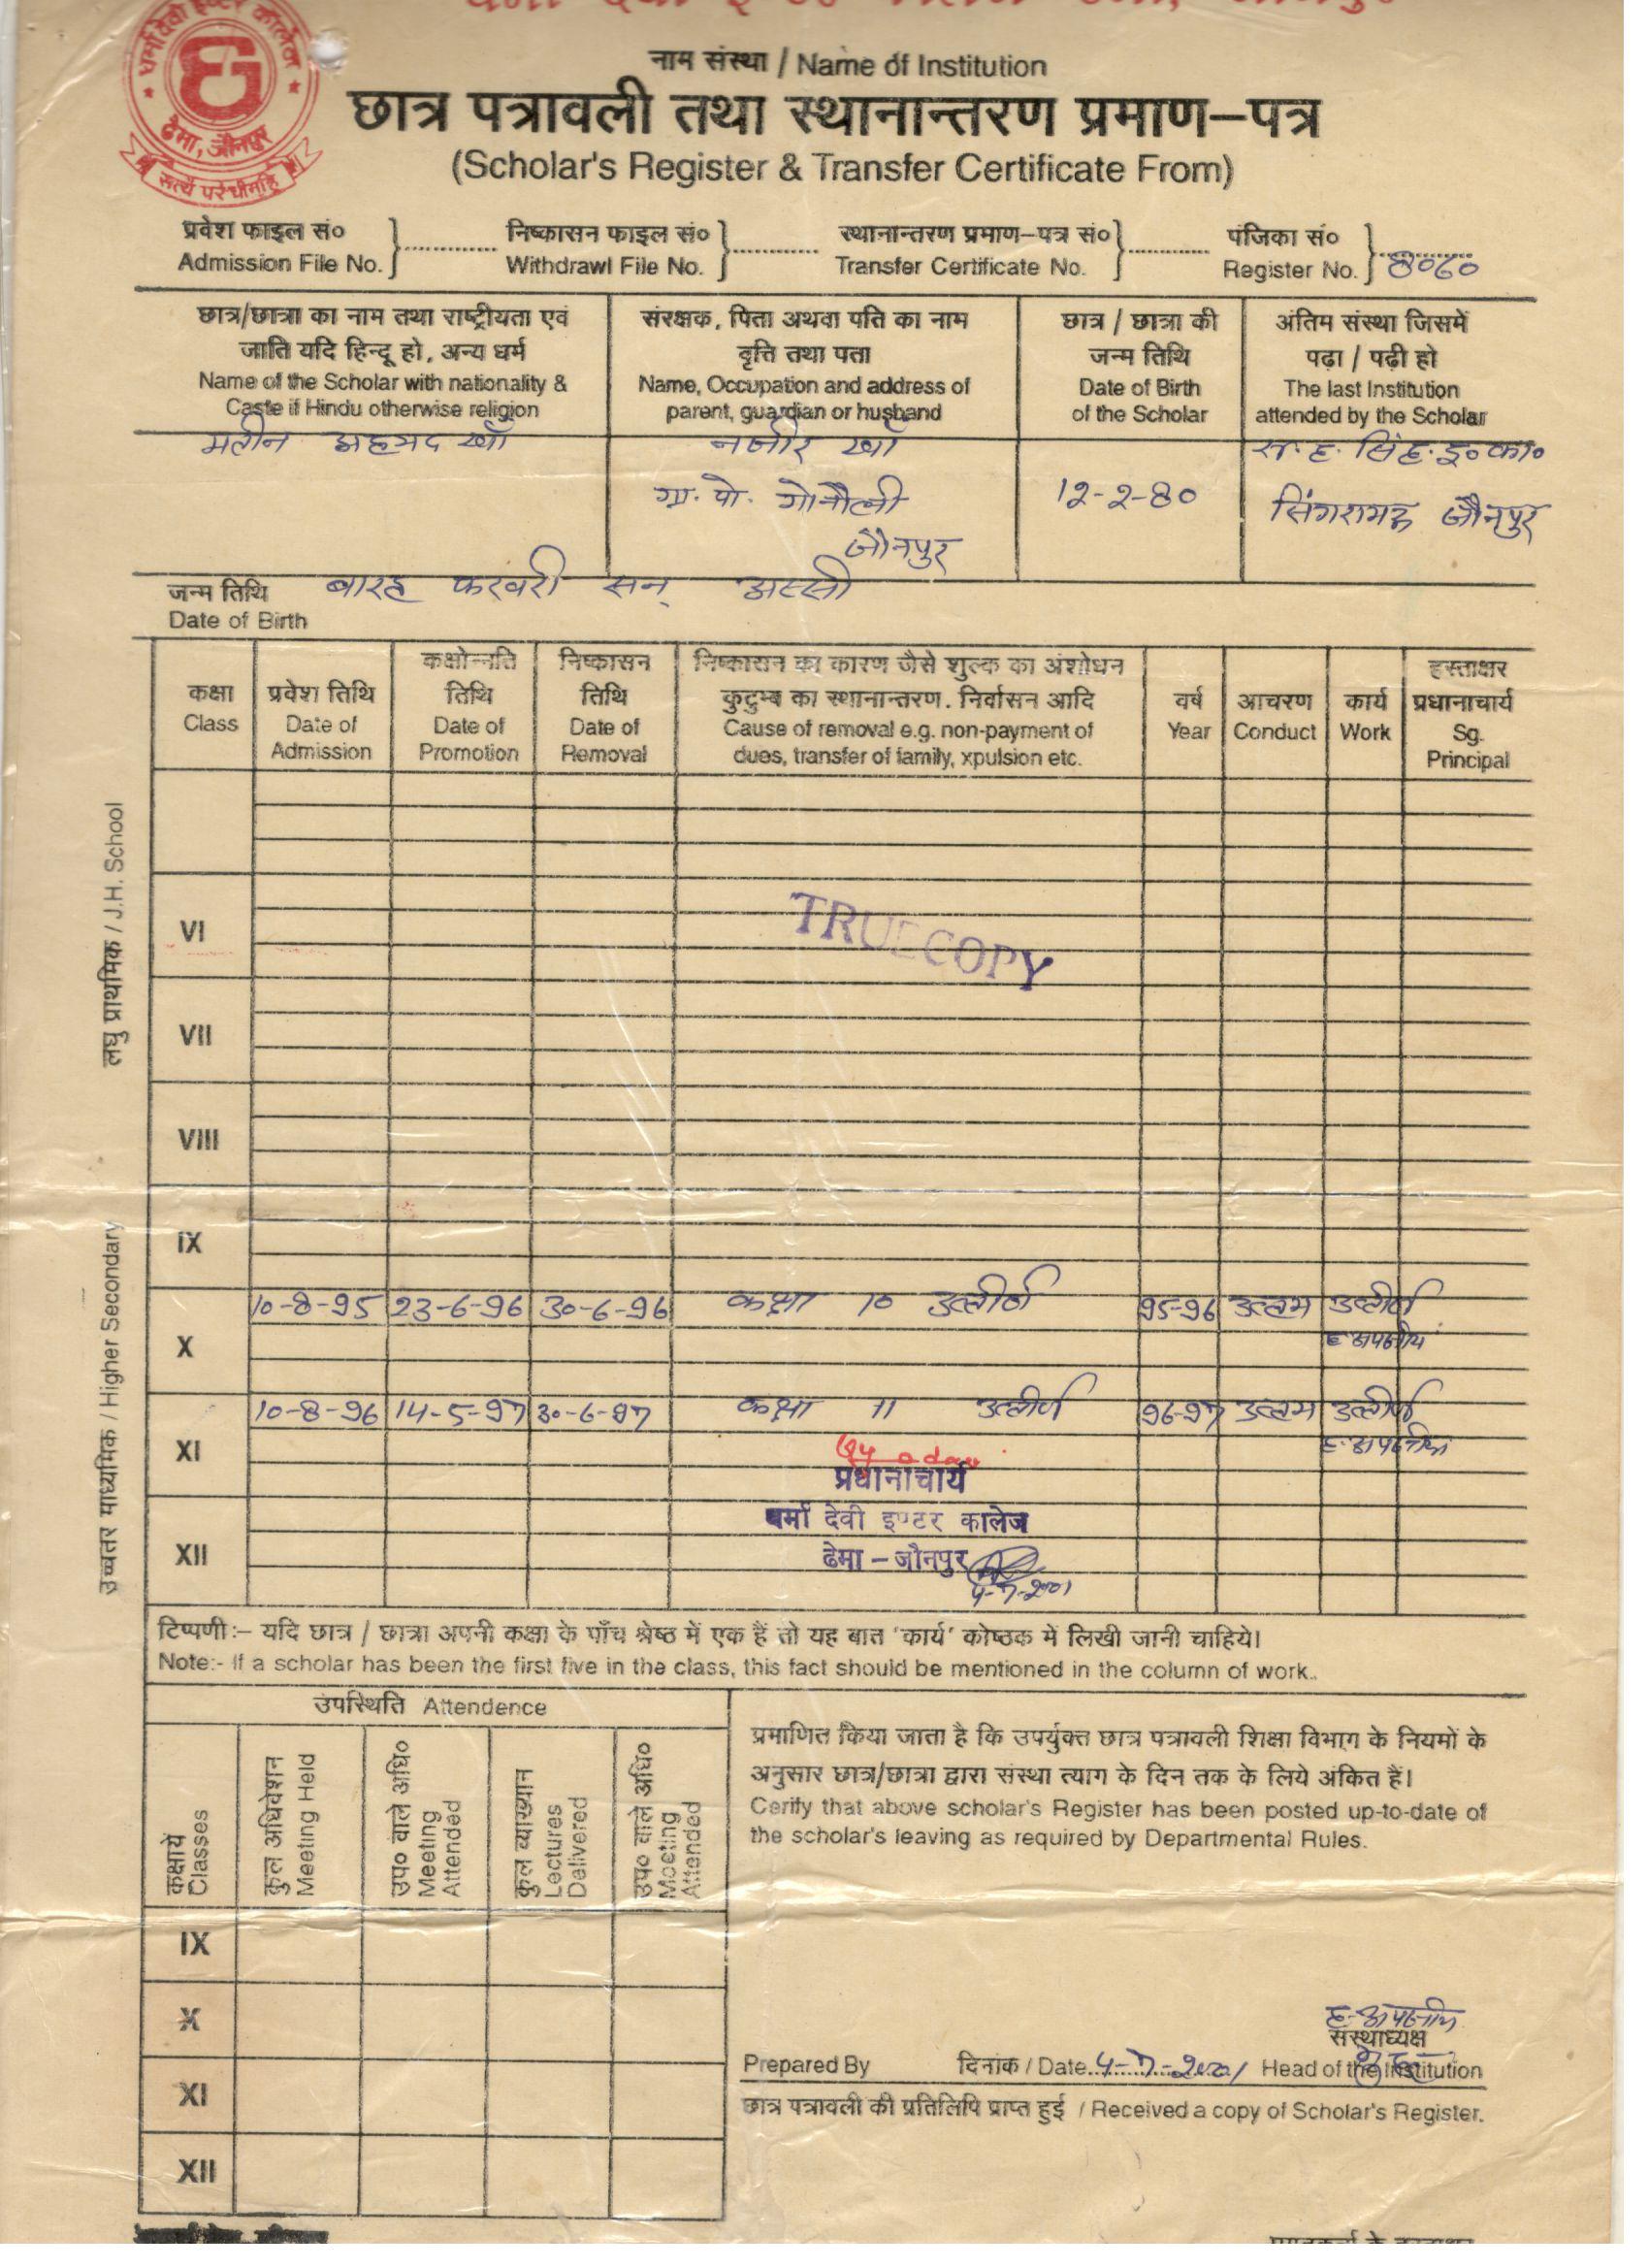 धर्मा देवी इण्टर कालेज
ढेमा, जौनपुर
सत्यं परं धीमहि
नाम संस्था / Name of Institution
छात्र पत्रावली तथा स्थानान्तरण प्रमाण–पत्र
(Scholar's Register & Transfer Certificate From)
प्रवेश फाइल सं० निष्कासन फाइल सं० स्थानान्तरण प्रमाण–पत्र सं० पंजिका सं०
Admission File No. Withdrawl File No. Transfer Certificate No. Register No. 8060
छात्र/छात्रा का नाम तथा राष्ट्रीयता एवं
जाति यदि हिन्दू हो, अन्य धर्म
Name of the Scholar with nationality &
Caste if Hindu otherwise religion
संरक्षक, पिता अथवा पति का नाम
वृत्ति तथा पता
Name, Occupation and address of
parent, guardian or husband
छात्र / छात्रा की
जन्म तिथि
Date of Birth
of the Scholar
अंतिम संस्था जिसमें
पढ़ा / पढ़ी हो
The last Institution
attended by the Scholar
अहमद खाँ
खाँ
ग्रा. पो. गोनौली
जौनपुर
12-2-80
ह. सिंह. इ० का०
सिंगरामऊ जौनपुर
जन्म तिथि बारह फरवरी सन् अस्सी
Date of Birth
कक्षा
Class
प्रवेश तिथि
Date of
Admission
कक्षोन्नति
तिथि
Date of
Promotion
निष्कासन
तिथि
Date of
Removal
निष्कासन का कारण जैसे शुल्क का अंशोधन
कुटुम्ब का स्थानान्तरण. निर्वासन आदि
Cause of removal e.g. non-payment of
dues, transfer of family, xpulsion etc.
वर्ष
Year
आचरण
Conduct
कार्य
Work
हस्ताक्षर
प्रधानाचार्य
Sg.
Principal
लघु प्राथमिक / J.H. School
VI
TRUE COPY
VII
VIII
उच्चतर माध्यमिक / Higher Secondary
IX
10-8-95 23-6-96 30-6-96 कक्षा 10 उत्तीर्ण 95-96 उत्तम उत्तीर्ण
ह. अपठनीय
X
10-8-96 14-5-97 30-6-97 कक्षा 11 उत्तीर्ण 96-97 उत्तम उत्तीर्ण
ह. अपठनीय
XI
प्रधानाचार्य
धर्मा देवी इण्टर कालेज
ढेमा – जौनपुर
4-7-2001
XII
टिप्पणी:– यदि छात्र / छात्रा अपनी कक्षा के पाँच श्रेष्ठ में एक हैं तो यह बात 'कार्य' कोष्ठक में लिखी जानी चाहिये।
Note:- If a scholar has been the first five in the class, this fact should be mentioned in the column of work..
उपस्थिति Attendence
कक्षायें
Classes
कुल अधिवेशन
Meeting Held
उप० वाले अधि०
Meeting
Attended
कुल व्याख्यान
Lectures
Delivered
उप० वाले अधि०
Meeting
Attended
IX
X
XI
XII
प्रमाणित किया जाता है कि उपर्युक्त छात्र पत्रावली शिक्षा विभाग के नियमों के
अनुसार छात्र/छात्रा द्वारा संस्था त्याग के दिन तक के लिये अंकित हैं।
Cerify that above scholar's Register has been posted up-to-date of
the scholar's leaving as required by Departmental Rules.
ह. अपठनीय
संस्थाध्यक्ष
Prepared By दिनांक / Date 4-7-2001 Head of the Institution
छात्र पत्रावली की प्रतिलिपि प्राप्त हुई / Received a copy of Scholar's Register.